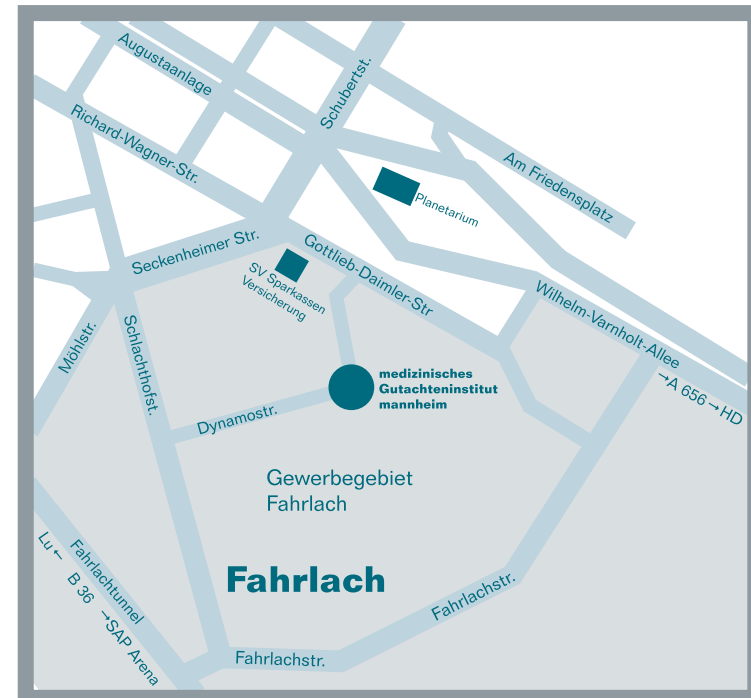 Augustaanlage
Schubertst.
Richard-Wagner-Str.
Am Friedensplatz
Planetarium
Seckenheimer Str.
Gottlieb-Daimler-Str
SV Sparkassen
Versicherung
Wilhelm-Varnholt-Allee
→A 656→HD
Möhlstr.
Schlachthofst.
medizinisches
Gutachteninstitut
mannheim
Dynamostr.
Gewerbegebiet
Fahrlach
Fahrlach
Fahrlachtunnel
Lu← B 36 →SAP Arena
Fahrlachstr.
Fahrlachstr.